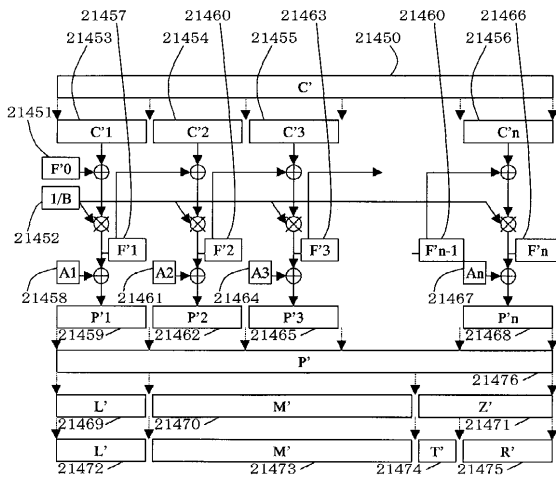 21457 21460 21463 21460 21466
21453 21454 21455 21450 21456
C'
21451
C'1 C'2 C'3 C'n
F'0
1/B
21452
F'1 F'2 F'3 F'n-1 F'n
A1 A2 A3 An
21458 21461 21464 21467
P'1 P'2 P'3 P'n
21459 21462 21465 21468
P'
21476
L' M' Z'
21469 21470 21471
L' M' T' R'
21472 21473 21474 21475